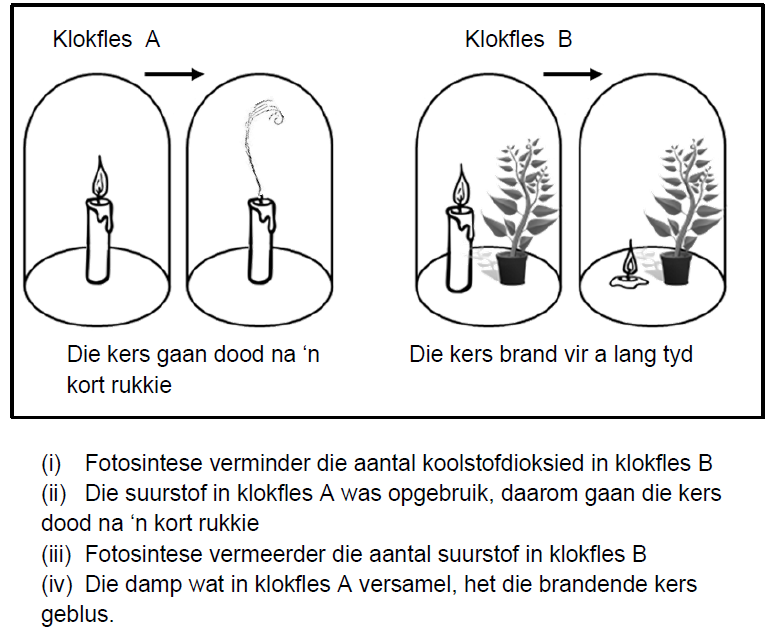 Klokfles A
Klokfles B
Die kers gaan dood na ‘n
kort rukkie
Die kers brand vir a lang tyd
(i) Fotosintese verminder die aantal koolstofdioksied in klokfles B
(ii) Die suurstof in klokfles A was opgebruik, daarom gaan die kers
dood na ‘n kort rukkie
(iii) Fotosintese vermeerder die aantal suurstof in klokfles B
(iv) Die damp wat in klokfles A versamel, het die brandende kers
geblus.